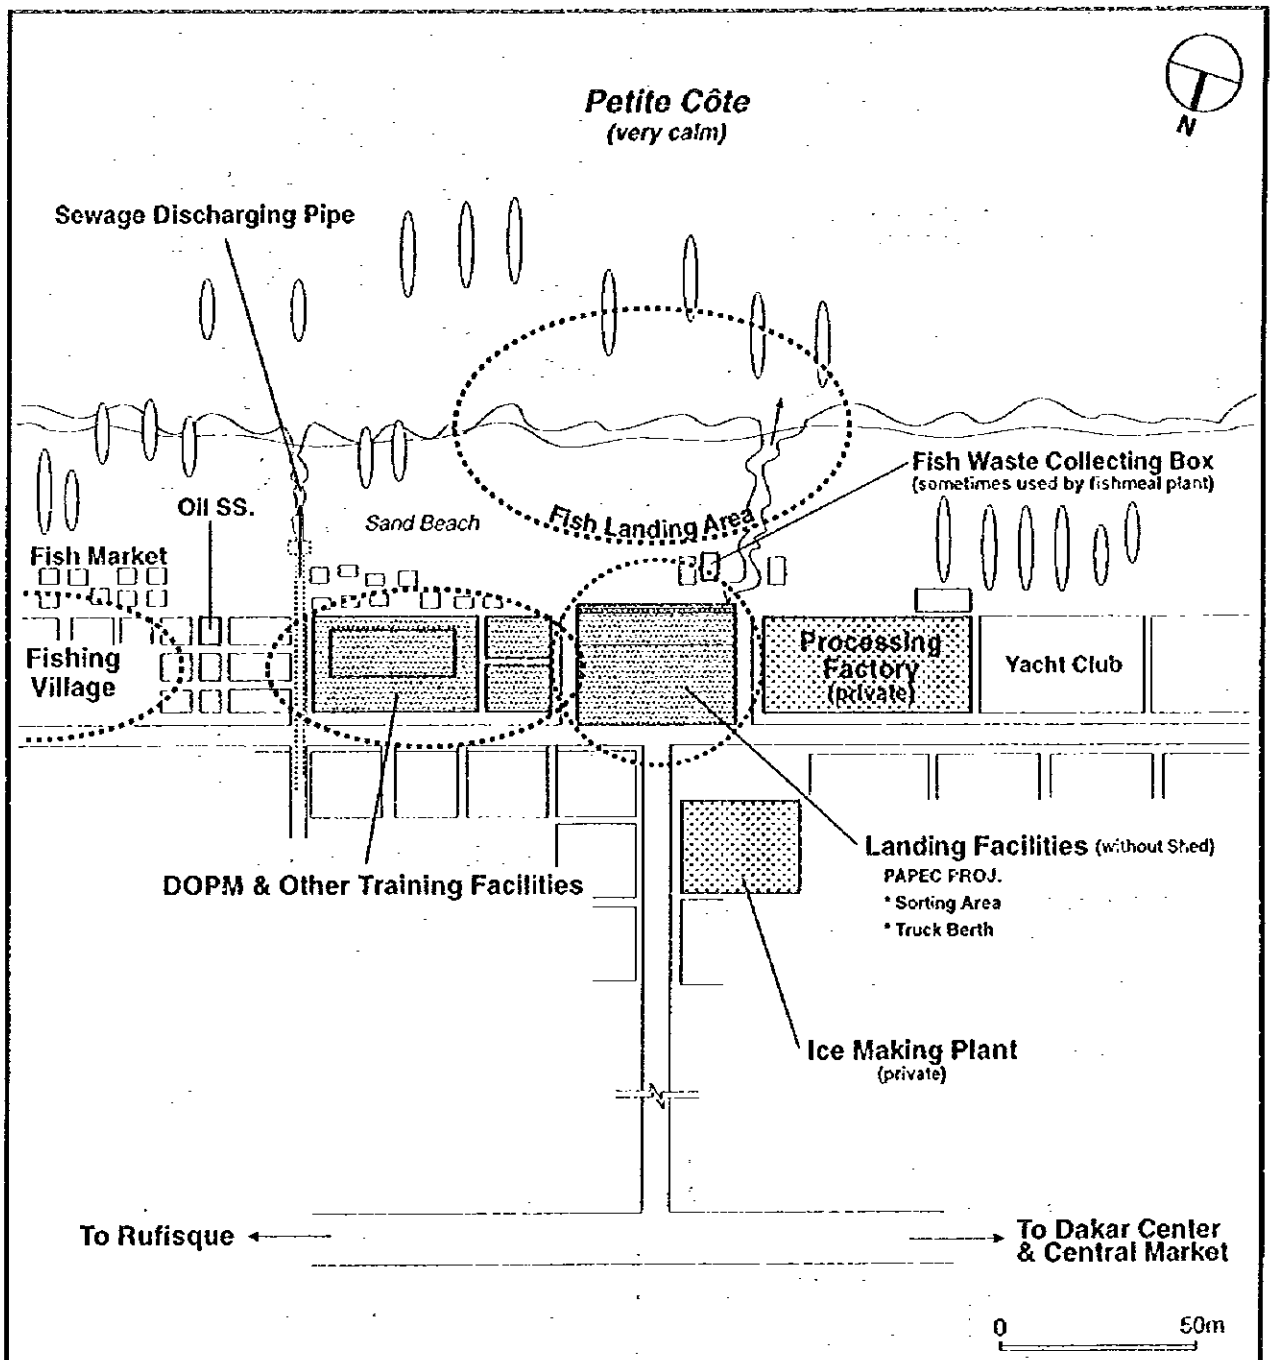 Petite Côte
(very calm)
N
Sewage Discharging Pipe
Fish Waste Collecting Box
(sometimes used by fishmeal plant)
Oil SS.
Sand Beach
Fish Landing Area
Fish Market
Fishing
Village
Processing
Factory
(private)
Yacht Club
Landing Facilities (without Shed)
PAPEC PROJ.
* Sorting Area
* Truck Berth
DOPM & Other Training Facilities
Ice Making Plant
(private)
To Rufisque
To Dakar Center
& Central Market
0 50m